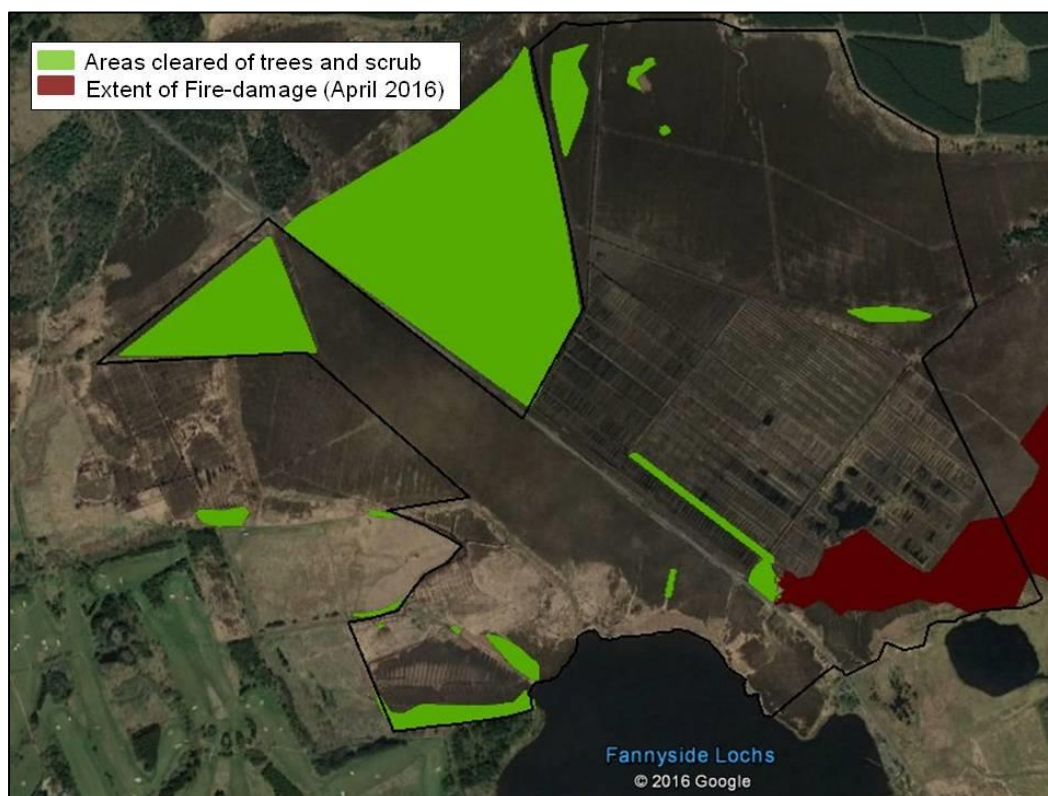 Areas cleared of trees and scrub
Extent of Fire-damage (April 2016)
Fannyside Lochs
© 2016 Google